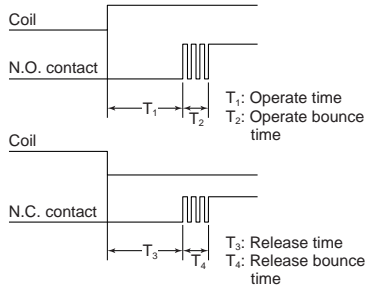 Coil
N.O. contact
T₁
T₂
T₁: Operate time
T₂: Operate bounce
time
Coil
N.C. contact
T₃
T₄
T₃: Release time
T₄: Release bounce
time